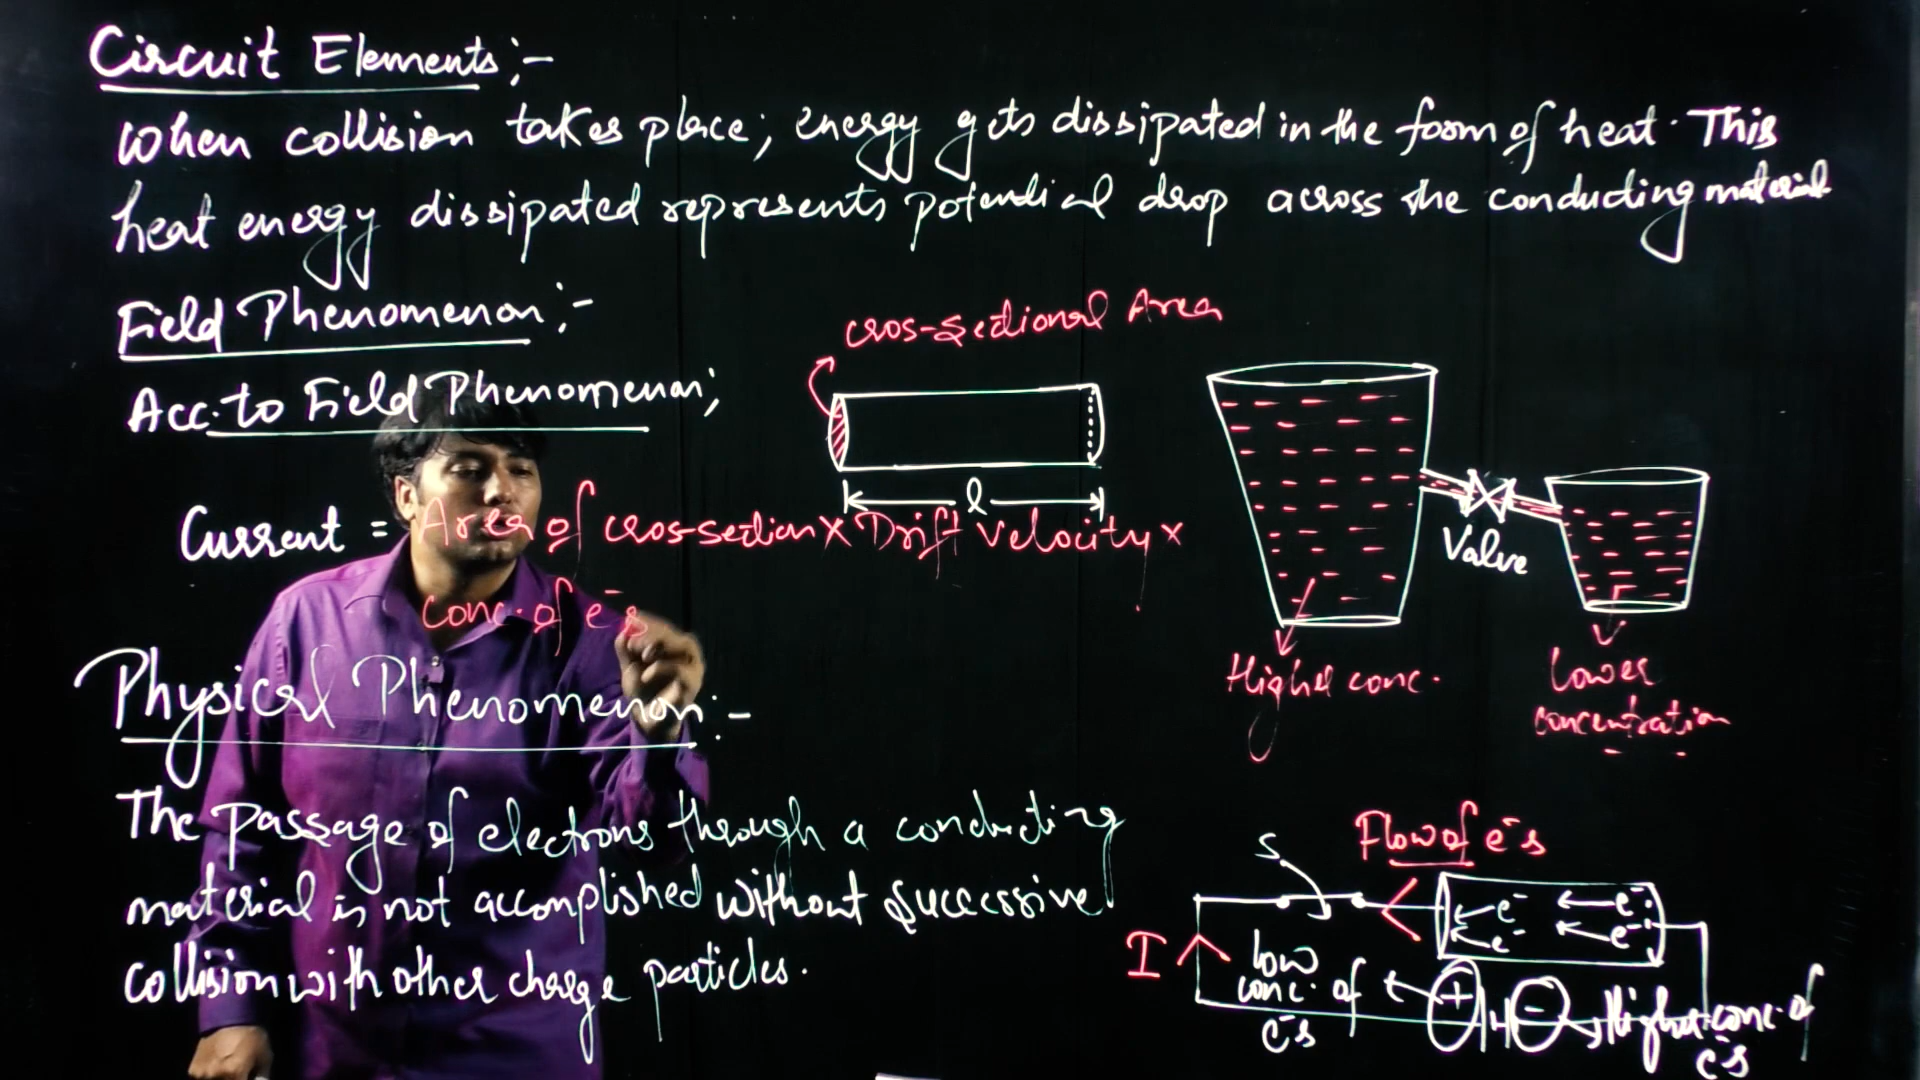 Circuit Elements :-
When collision takes place; energy gets dissipated in the form of heat. This
heat energy dissipated represents potential drop across the conducting material
Field Phenomenon :-
Acc. to Field Phenomenon;
Cros-Sectional Area
l
Current = Area of cros-section × Drift Velocity ×
conc. of e⁻s
Valve
Higher conc.
Lower
concentration
Physical Phenomenon :-
The passage of electrons through a conducting
material is not accomplished without successive
collision with other charge particles.
S
Flow of e⁻s
e⁻ e⁻
e⁻ e⁻
I
low
conc. of
e⁻s
+ -
Higher conc. of
e⁻s